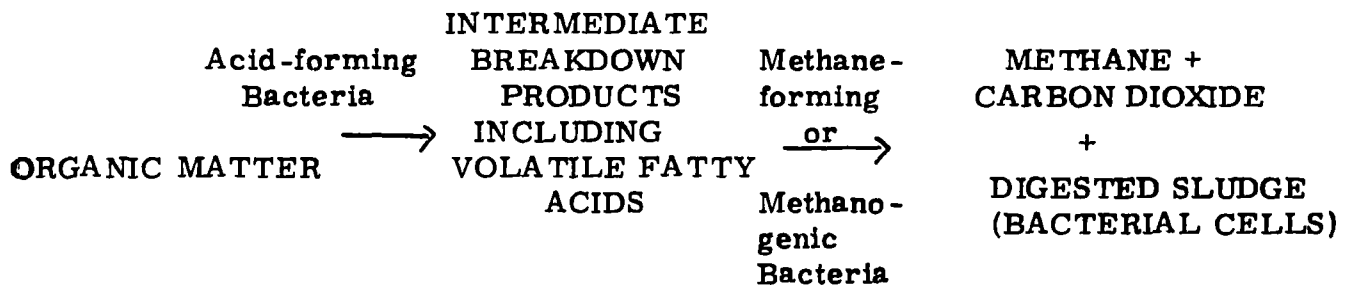 ORGANIC MATTER
Acid-forming
Bacteria
INTERMEDIATE
BREAKDOWN
PRODUCTS
INCLUDING
VOLATILE FATTY
ACIDS
Methane-
forming
or
Methano-
genic
Bacteria
METHANE +
CARBON DIOXIDE
+
DIGESTED SLUDGE
(BACTERIAL CELLS)